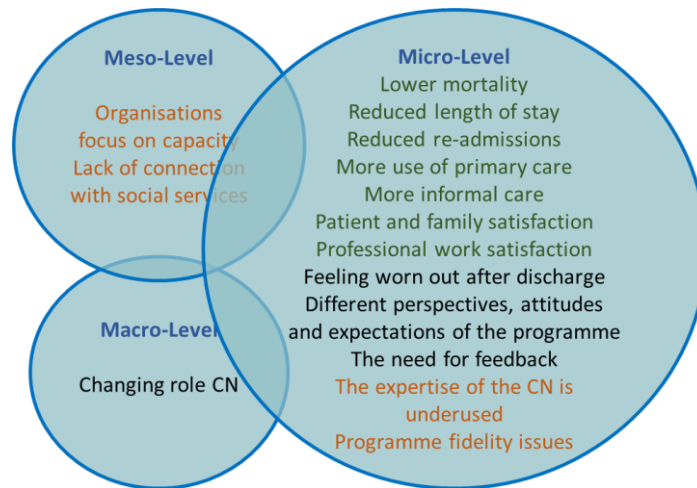 Meso-Level
Organisations
focus on capacity
Lack of connection
with social services
Micro-Level
Lower mortality
Reduced length of stay
Reduced re-admissions
More use of primary care
More informal care
Patient and family satisfaction
Professional work satisfaction
Feeling worn out after discharge
Different perspectives, attitudes
and expectations of the programme
The need for feedback
The expertise of the CN is
underused
Programme fidelity issues
Macro-Level
Changing role CN